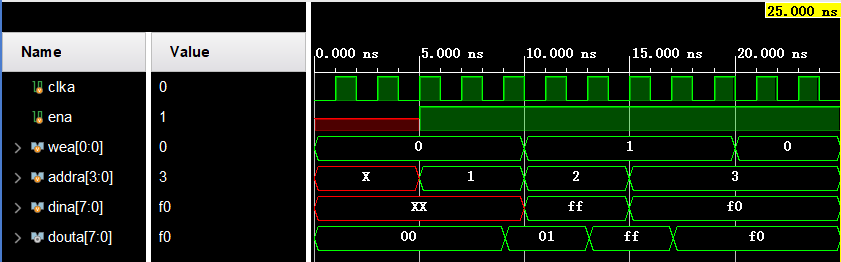 25.000 ns
Name Value 0.000 ns 5.000 ns 10.000 ns 15.000 ns 20.000 ns
clka 0
ena 1
wea[0:0] 0 0 1 0
addra[3:0] 3 X 1 2 3
dina[7:0] f0 XX ff f0
douta[7:0] f0 00 01 ff f0